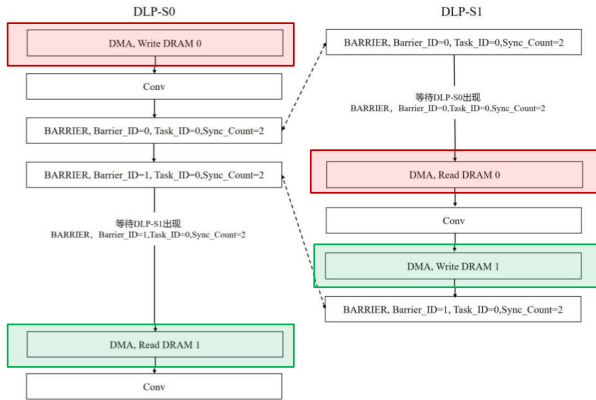 DLP-S0
DMA, Write DRAM 0
Conv
BARRIER, Barrier_ID=0, Task_ID=0,Sync_Count=2
BARRIER, Barrier_ID=1, Task_ID=0,Sync_Count=2
等待DLP-S1出现
BARRIER，Barrier_ID=1,Task_ID=0,Sync_Count=2
DMA, Read DRAM 1
Conv
DLP-S1
BARRIER, Barrier_ID=0, Task_ID=0,Sync_Count=2
等待DLP-S0出现
BARRIER，Barrier_ID=0,Task_ID=0,Sync_Count=2
DMA, Read DRAM 0
Conv
DMA, Write DRAM 1
BARRIER, Barrier_ID=1, Task_ID=0,Sync_Count=2